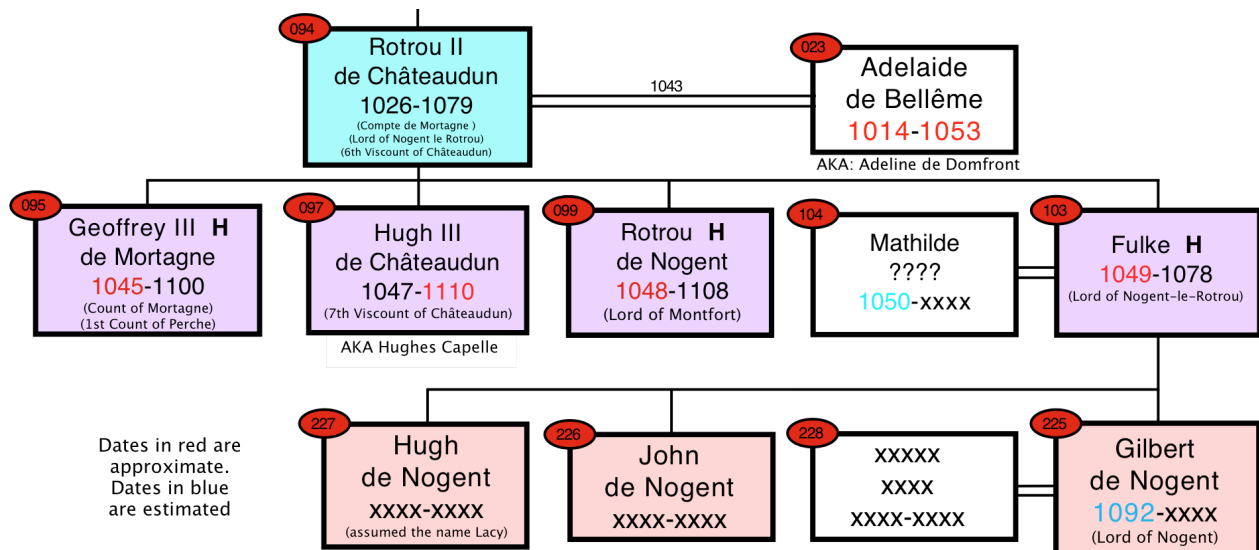 094
Rotrou II
de Châteaudun
1026-1079
(Compte de Mortagne )
(Lord of Nogent le Rotrou)
(6th Viscount of Châteaudun)
1043
023
Adelaide
de Bellême
1014-1053
AKA: Adeline de Domfront
095
Geoffrey III H
de Mortagne
1045-1100
(Count of Mortagne)
(1st Count of Perche)
097
Hugh III
de Châteaudun
1047-1110
(7th Viscount of Châteaudun)
AKA Hughes Capelle
099
Rotrou H
de Nogent
1048-1108
(Lord of Montfort)
104
Mathilde
????
1050-xxxx
103
Fulke H
1049-1078
(Lord of Nogent-le-Rotrou)
Dates in red are
approximate.
Dates in blue
are estimated
227
Hugh
de Nogent
xxxx-xxxx
(assumed the name Lacy)
226
John
de Nogent
xxxx-xxxx
228
xxxxx
xxxx
xxxx-xxxx
225
Gilbert
de Nogent
1092-xxxx
(Lord of Nogent)